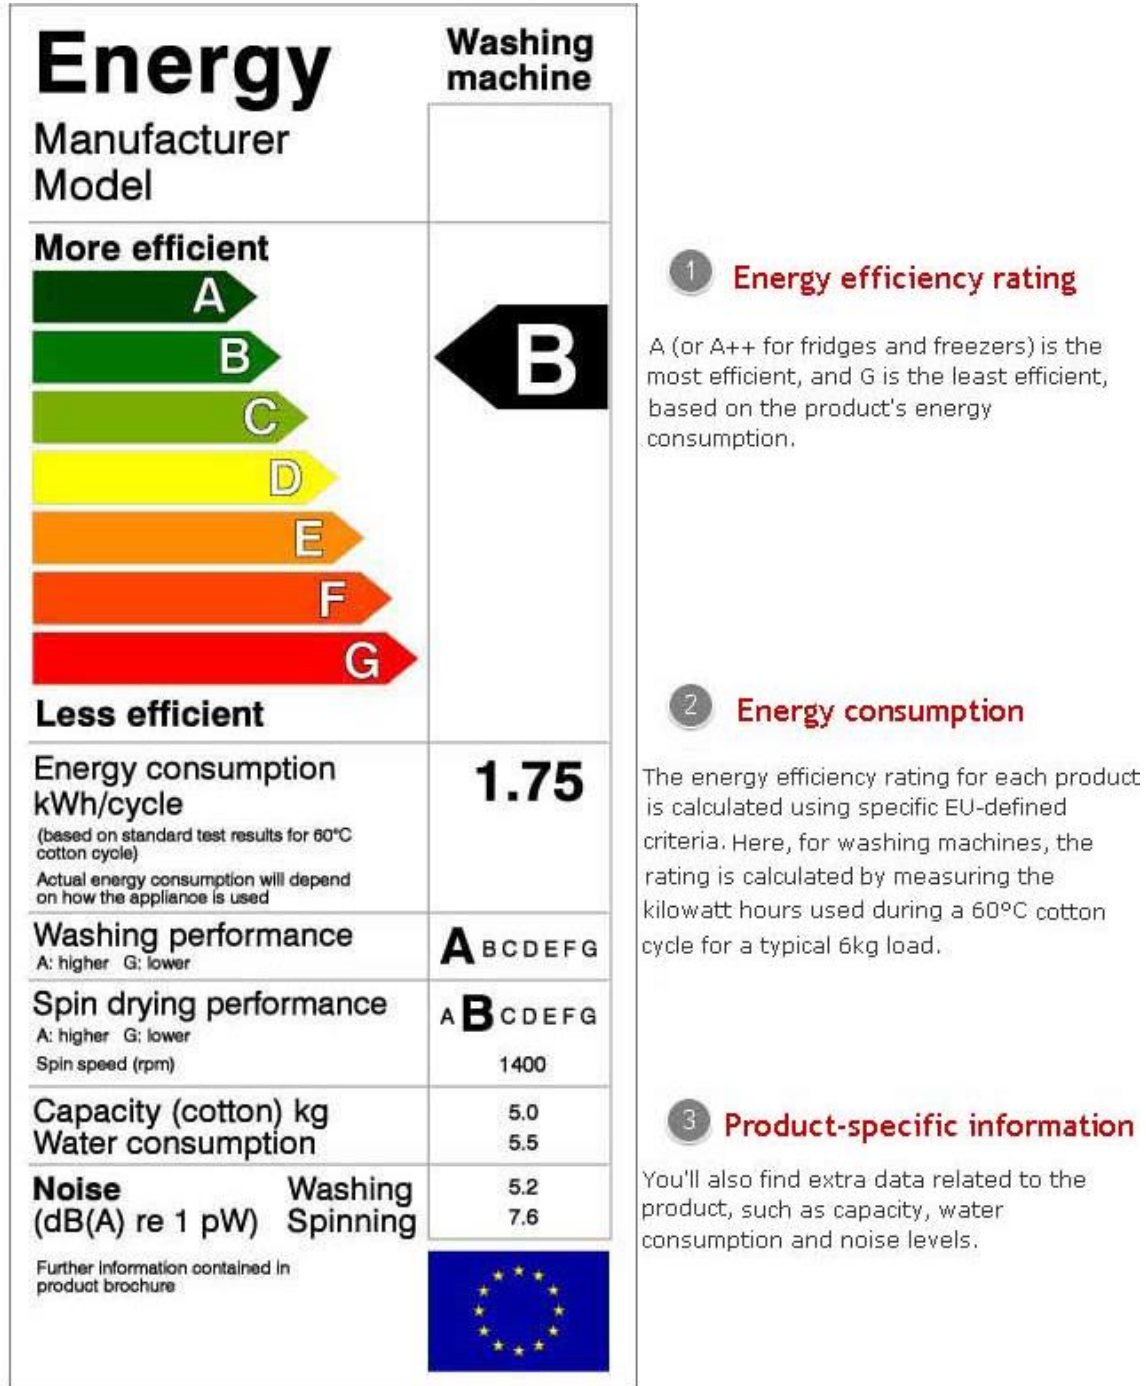 Energy
Washing
machine
Manufacturer
Model
More efficient
A
B
C
D
E
F
G
B
Less efficient
Energy consumption
kWh/cycle
(based on standard test results for 60°C
cotton cycle)
Actual energy consumption will depend
on how the appliance is used
1.75
Washing performance
A: higher G: lower
A B C D E F G
Spin drying performance
A: higher G: lower
Spin speed (rpm)
A B C D E F G
1400
Capacity (cotton) kg
Water consumption
5.0
5.5
Noise Washing
(dB(A) re 1 pW) Spinning
5.2
7.6
Further information contained in
product brochure
1 Energy efficiency rating
A (or A++ for fridges and freezers) is the
most efficient, and G is the least efficient,
based on the product's energy
consumption.
2 Energy consumption
The energy efficiency rating for each product
is calculated using specific EU-defined
criteria. Here, for washing machines, the
rating is calculated by measuring the
kilowatt hours used during a 60ºC cotton
cycle for a typical 6kg load.
3 Product-specific information
You'll also find extra data related to the
product, such as capacity, water
consumption and noise levels.